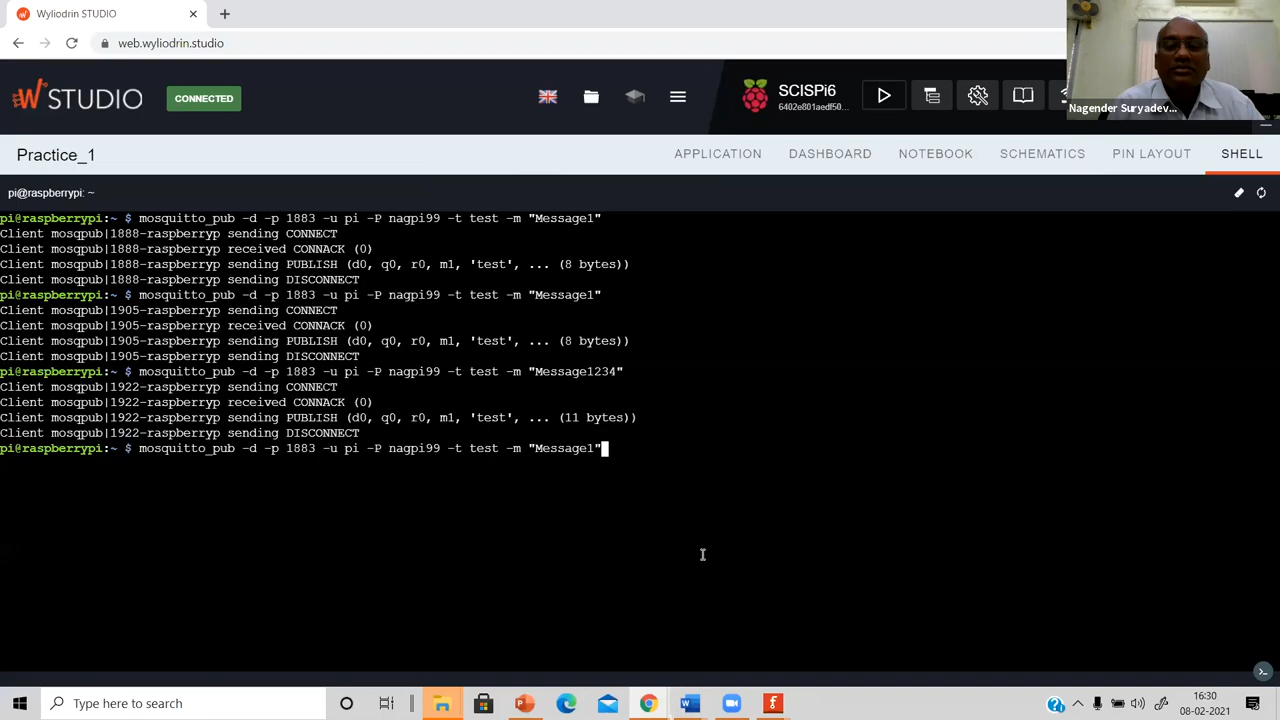 Wyliodrin STUDIO
web.wyliodrin.studio
W STUDIO
CONNECTED
SCISPi6
6402e801aedf50...
Nagender Suryadev...
Practice_1
APPLICATION DASHBOARD NOTEBOOK SCHEMATICS PIN LAYOUT SHELL
pi@raspberrypi: ~
pi@raspberrypi:~ $ mosquitto_pub -d -p 1883 -u pi -P nagpi99 -t test -m "Message1"
Client mosqpub|1888-raspberryp sending CONNECT
Client mosqpub|1888-raspberryp received CONNACK (0)
Client mosqpub|1888-raspberryp sending PUBLISH (d0, q0, r0, m1, 'test', ... (8 bytes))
Client mosqpub|1888-raspberryp sending DISCONNECT
pi@raspberrypi:~ $ mosquitto_pub -d -p 1883 -u pi -P nagpi99 -t test -m "Message1"
Client mosqpub|1905-raspberryp sending CONNECT
Client mosqpub|1905-raspberryp received CONNACK (0)
Client mosqpub|1905-raspberryp sending PUBLISH (d0, q0, r0, m1, 'test', ... (8 bytes))
Client mosqpub|1905-raspberryp sending DISCONNECT
pi@raspberrypi:~ $ mosquitto_pub -d -p 1883 -u pi -P nagpi99 -t test -m "Message1234"
Client mosqpub|1922-raspberryp sending CONNECT
Client mosqpub|1922-raspberryp received CONNACK (0)
Client mosqpub|1922-raspberryp sending PUBLISH (d0, q0, r0, m1, 'test', ... (11 bytes))
Client mosqpub|1922-raspberryp sending DISCONNECT
pi@raspberrypi:~ $ mosquitto_pub -d -p 1883 -u pi -P nagpi99 -t test -m "Message1"
Type here to search
16:30
08-02-2021